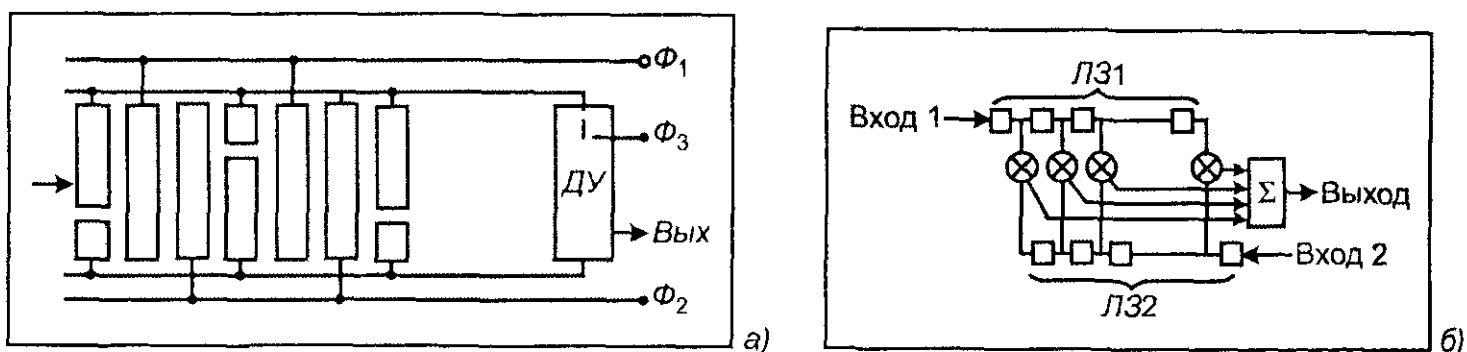 Ф₁
Ф₃
ДУ
Вых
Ф₂
а)
ЛЗ1
Вход 1
Σ
Выход
Вход 2
ЛЗ2
б)